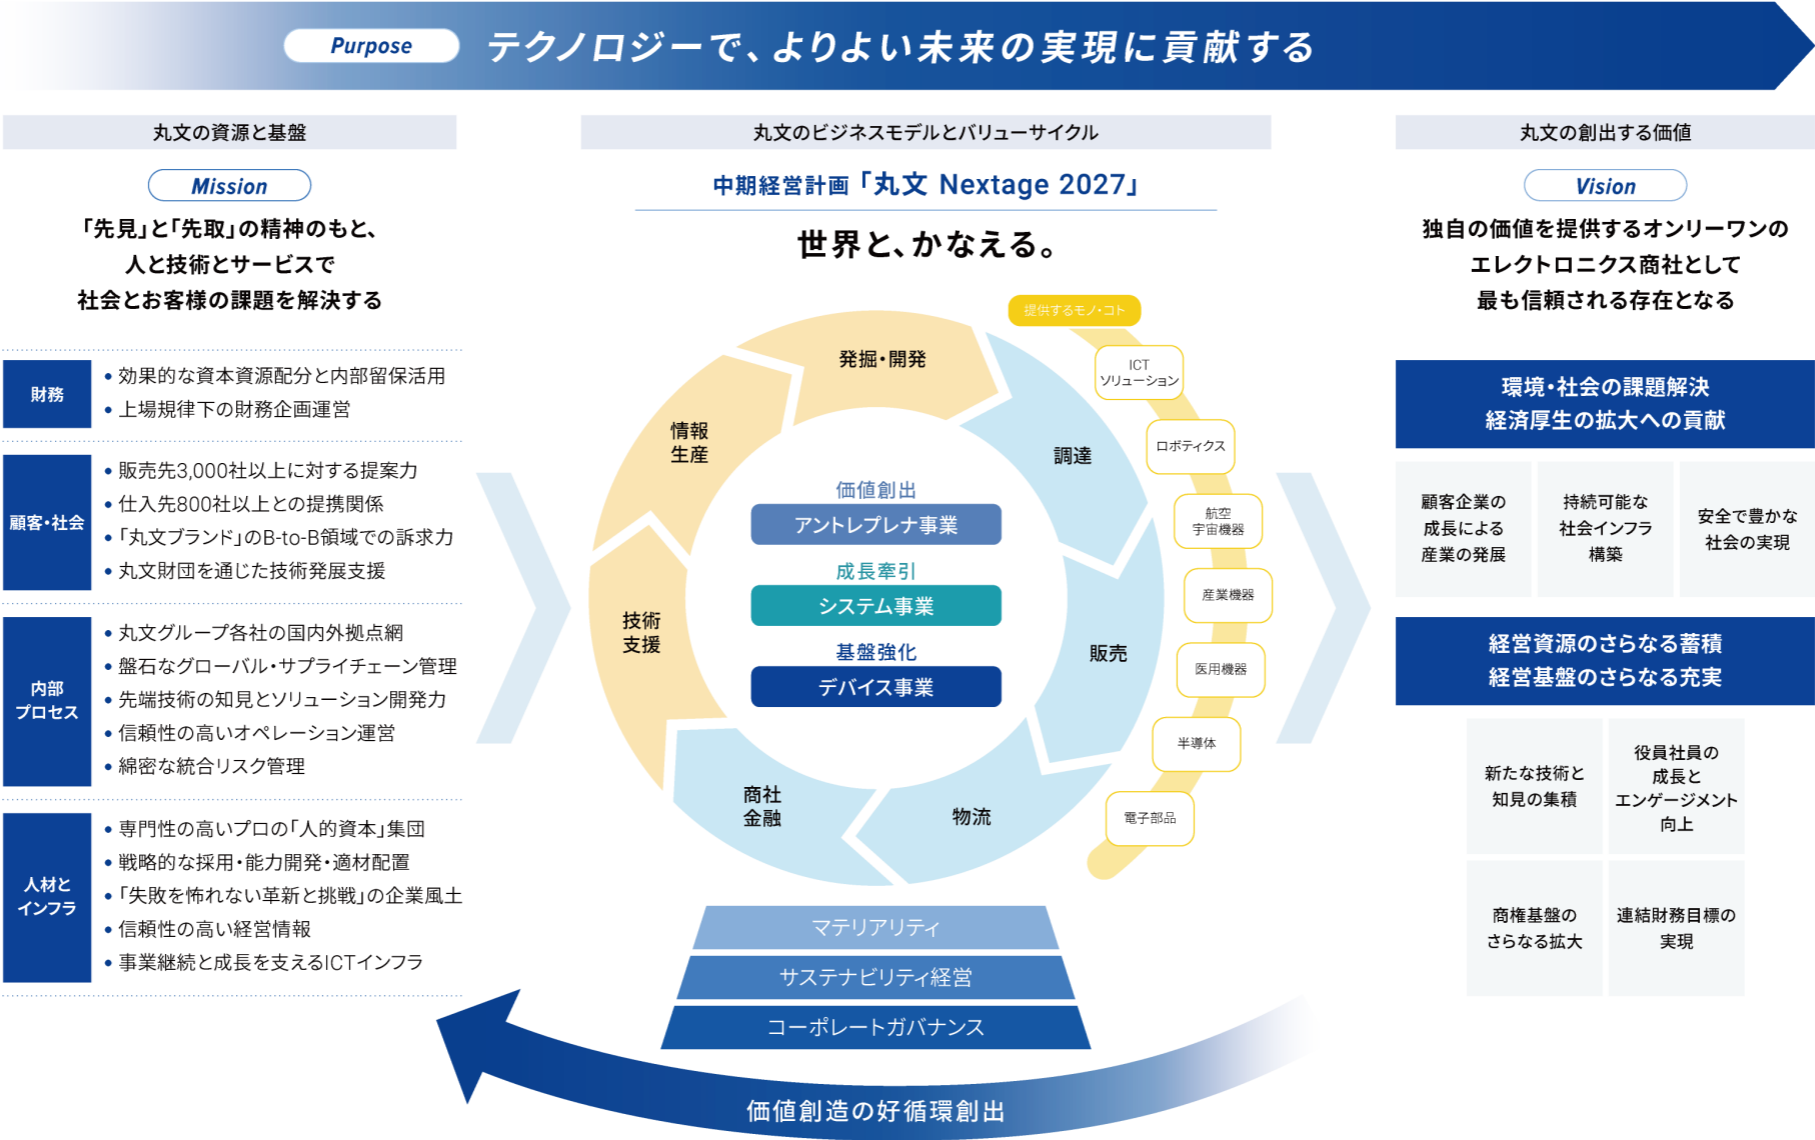 Purpose テクノロジーで、よりよい未来の実現に貢献する
丸文の資源と基盤
Mission
「先見」と「先取」の精神のもと、
人と技術とサービスで
社会とお客様の課題を解決する
財務
• 効果的な資本資源配分と内部留保活用
• 上場規律下の財務企画運営
顧客・社会
• 販売先3,000社以上に対する提案力
• 仕入先800社以上との提携関係
• 「丸文ブランド」のB-to-B領域での訴求力
• 丸文財団を通じた技術発展支援
内部
プロセス
• 丸文グループ各社の国内外拠点網
• 盤石なグローバル・サプライチェーン管理
• 先端技術の知見とソリューション開発力
• 信頼性の高いオペレーション運営
• 綿密な統合リスク管理
人材と
インフラ
• 専門性の高いプロの「人的資本」集団
• 戦略的な採用・能力開発・適材配置
• 「失敗を怖れない革新と挑戦」の企業風土
• 信頼性の高い経営情報
• 事業継続と成長を支えるICTインフラ
丸文のビジネスモデルとバリューサイクル
中期経営計画「丸文 Nextage 2027」
世界と、かなえる。
発掘・開発
調達
販売
物流
商社
金融
技術
支援
情報
生産
価値創出
アントレプレナ事業
成長牽引
システム事業
基盤強化
デバイス事業
提供するモノ・コト
ICT
ソリューション
ロボティクス
航空
宇宙機器
産業機器
医用機器
半導体
電子部品
マテリアリティ
サステナビリティ経営
コーポレートガバナンス
価値創造の好循環創出
丸文の創出する価値
Vision
独自の価値を提供するオンリーワンの
エレクトロニクス商社として
最も信頼される存在となる
環境・社会の課題解決
経済厚生の拡大への貢献
顧客企業の
成長による
産業の発展
持続可能な
社会インフラ
構築
安全で豊かな
社会の実現
経営資源のさらなる蓄積
経営基盤のさらなる充実
新たな技術と
知見の集積
役員社員の
成長と
エンゲージメント
向上
商権基盤の
さらなる拡大
連結財務目標の
実現